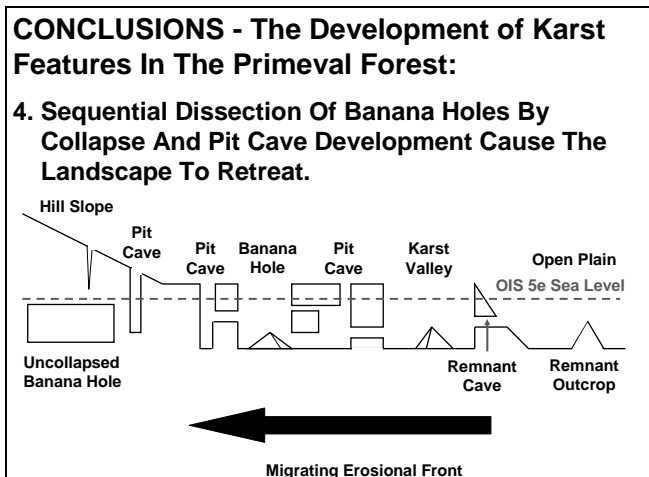 CONCLUSIONS - The Development of Karst
Features In The Primeval Forest:
4. Sequential Dissection Of Banana Holes By
Collapse And Pit Cave Development Cause The
Landscape To Retreat.
Hill Slope
Pit
Cave
Pit
Cave
Banana
Hole
Pit
Cave
Karst
Valley
Open Plain
OIS 5e Sea Level
Uncollapsed
Banana Hole
Remnant
Cave
Remnant
Outcrop
Migrating Erosional Front